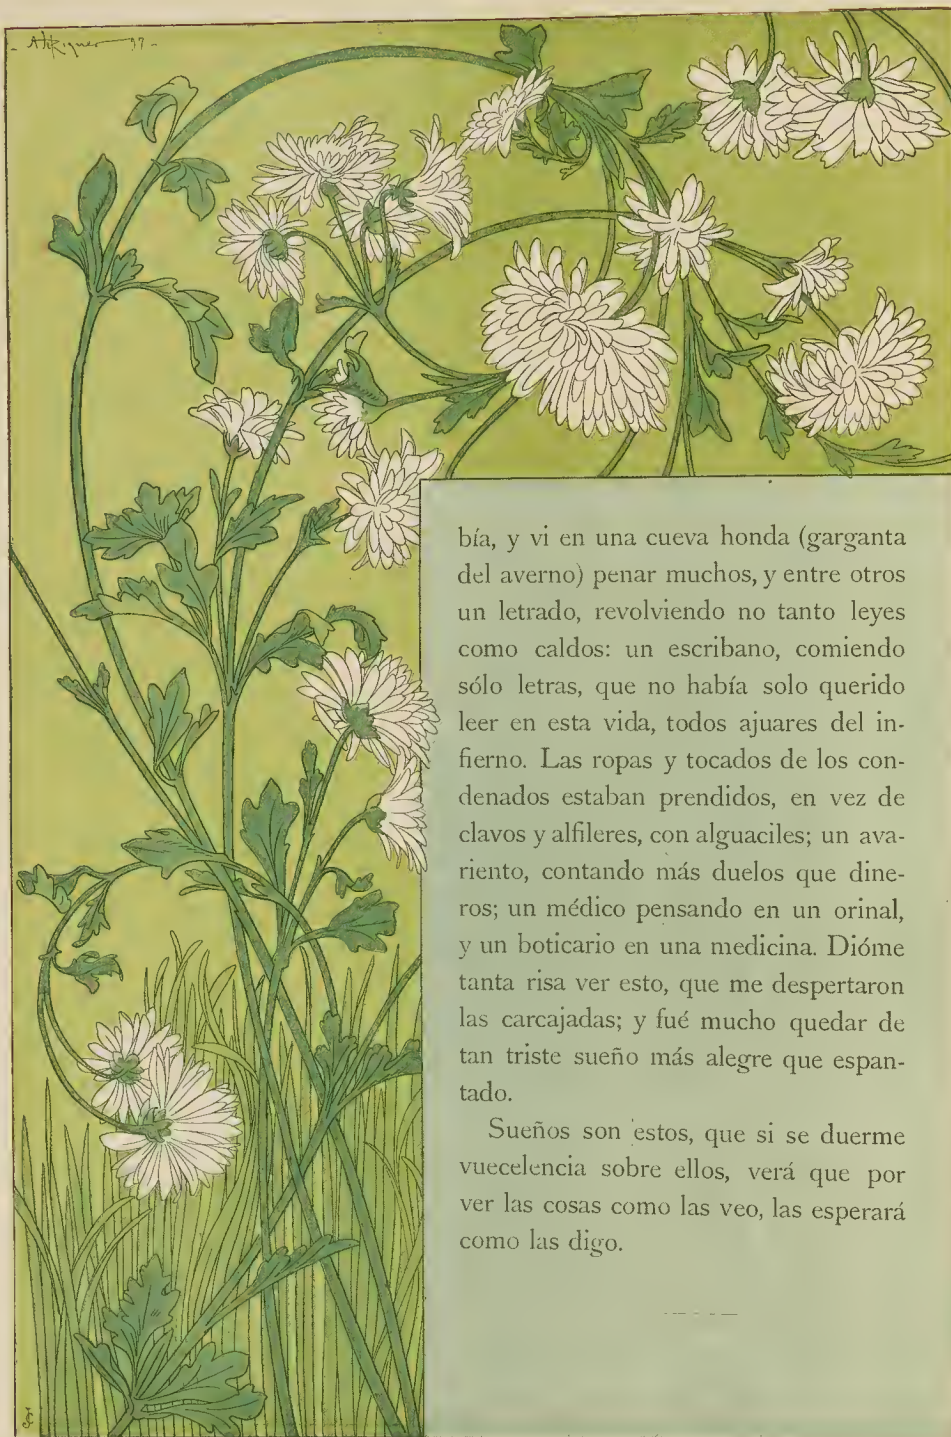 A de Riquer 97
bía, y vi en una cueva honda (garganta
del averno) penar muchos, y entre otros
un letrado, revolviendo no tanto leyes
como caldos: un escribano, comiendo
sólo letras, que no había solo querido
leer en esta vida, todos ajuares del in-
fierno. Las ropas y tocados de los con-
denados estaban prendidos, en vez de
clavos y alfileres, con alguaciles; un ava-
riento, contando más duelos que dine-
ros; un médico pensando en un orinal,
y un boticario en una medicina. Dióme
tanta risa ver esto, que me despertaron
las carcajadas; y fué mucho quedar de
tan triste sueño más alegre que espan-
tado.
Sueños son estos, que si se duerme
vuecelencia sobre ellos, verá que por
ver las cosas como las veo, las esperará
como las digo.